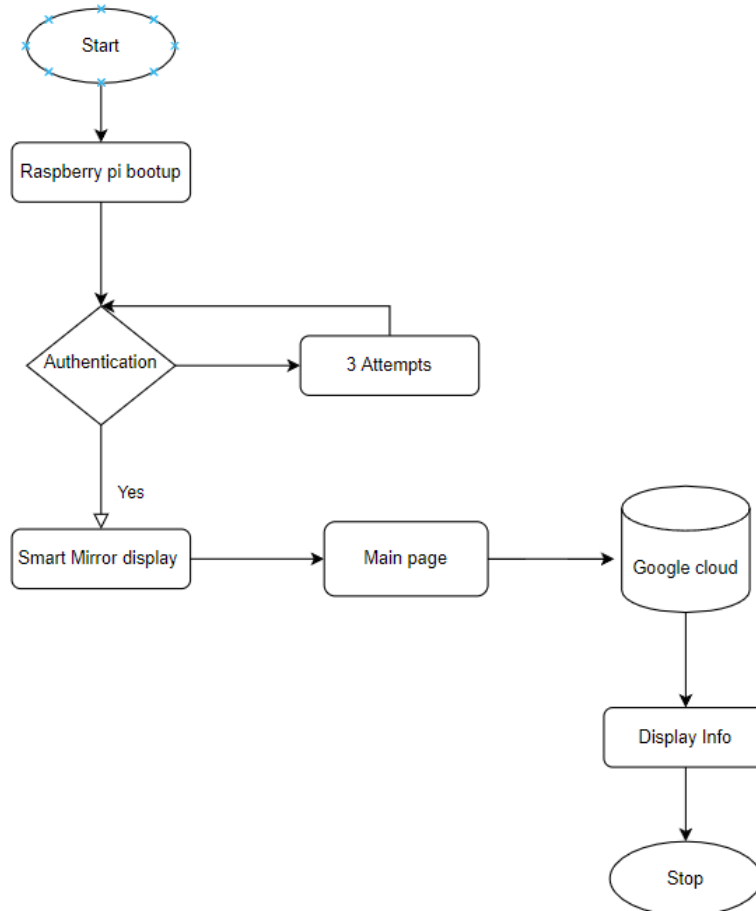 Start
Raspberry pi bootup
Authentication
3 Attempts
Yes
Smart Mirror display
Main page
Google cloud
Display Info
Stop